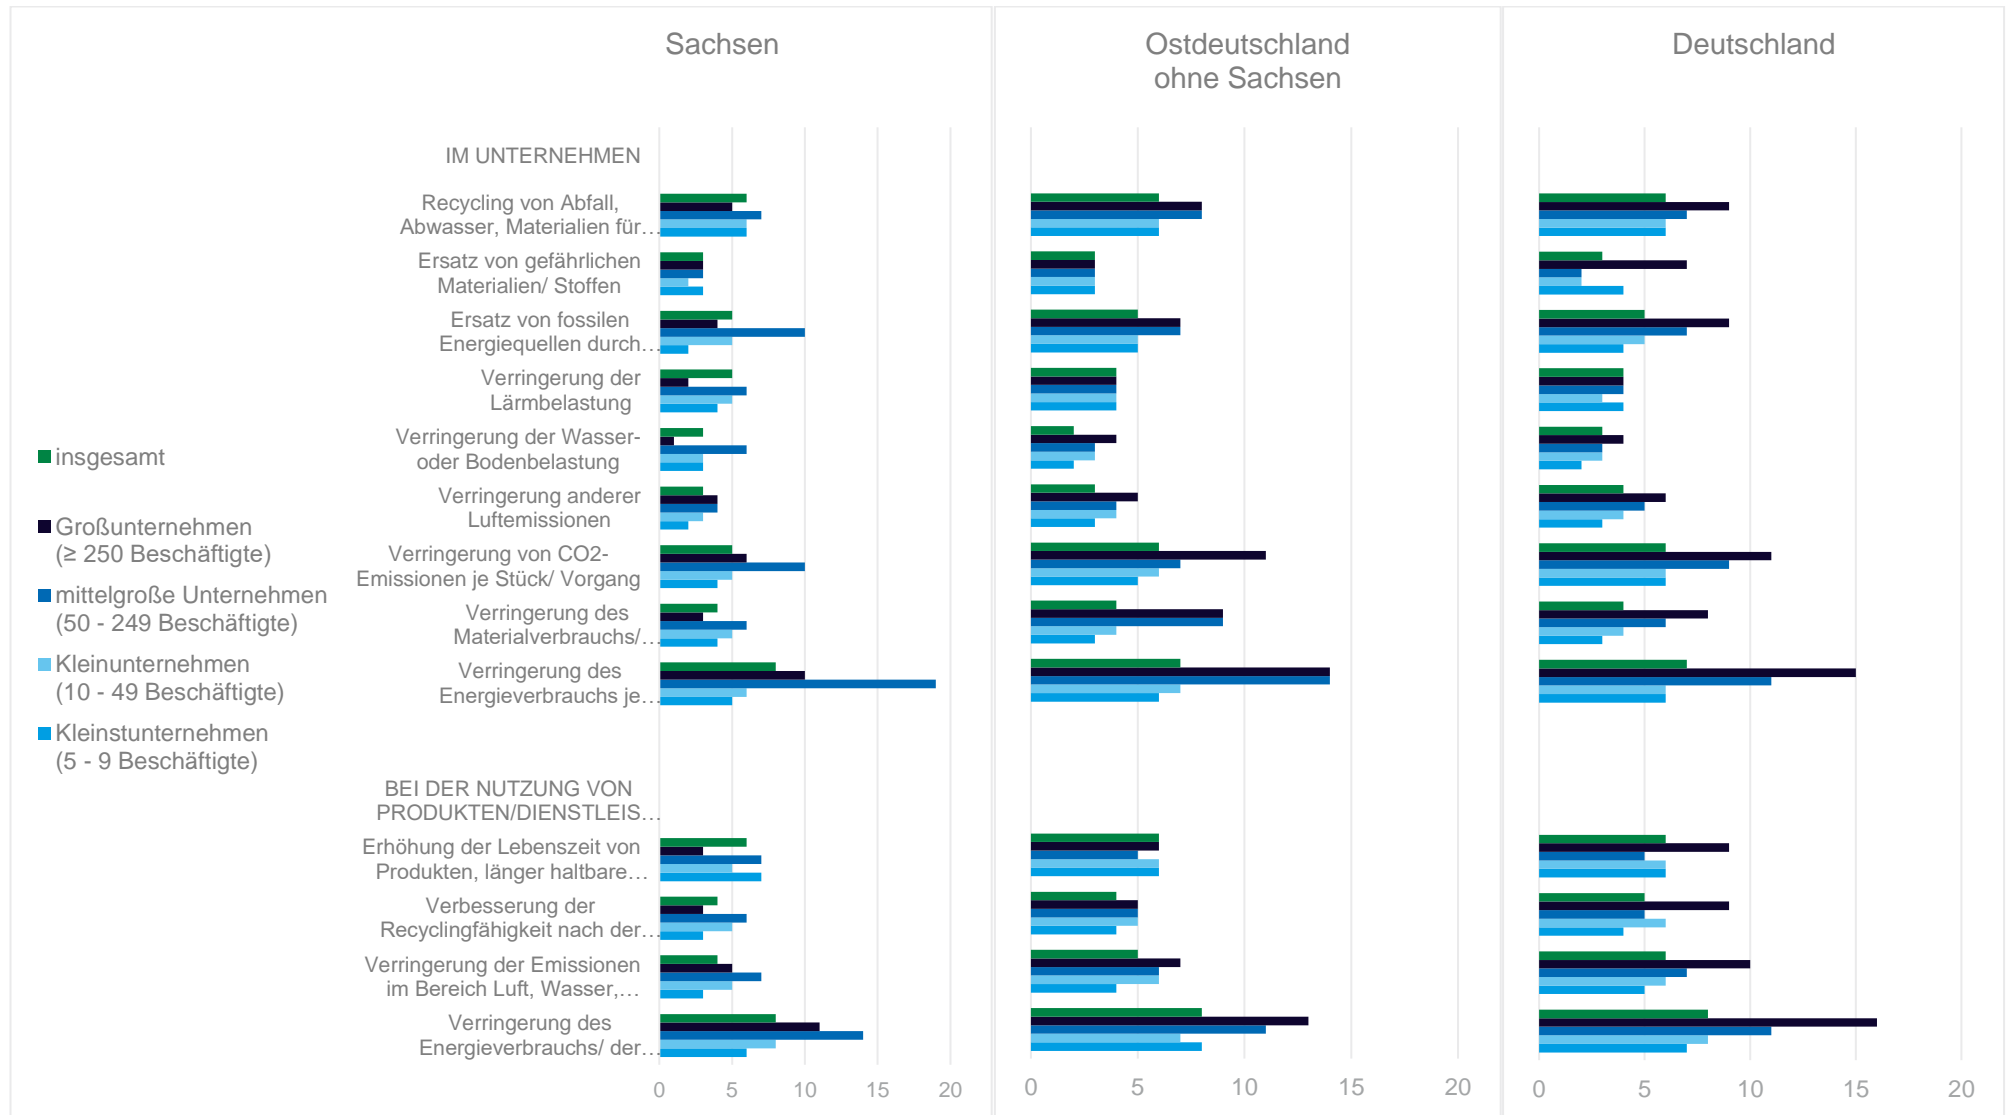 Sachsen
Ostdeutschland
ohne Sachsen
Deutschland
IM UNTERNEHMEN
Recycling von Abfall,
Abwasser, Materialien für…
Ersatz von gefährlichen
Materialien/ Stoffen
Ersatz von fossilen
Energiequellen durch…
Verringerung der
Lärmbelastung
Verringerung der Wasser-
oder Bodenbelastung
Verringerung anderer
Luftemissionen
Verringerung von CO2-
Emissionen je Stück/ Vorgang
Verringerung des
Materialverbrauchs/…
Verringerung des
Energieverbrauchs je…
BEI DER NUTZUNG VON
PRODUKTEN/DIENSTLEIS…
Erhöhung der Lebenszeit von
Produkten, länger haltbare…
Verbesserung der
Recyclingfähigkeit nach der…
Verringerung der Emissionen
im Bereich Luft, Wasser,…
Verringerung des
Energieverbrauchs/ der…
insgesamt
Großunternehmen
(≥ 250 Beschäftigte)
mittelgroße Unternehmen
(50 - 249 Beschäftigte)
Kleinunternehmen
(10 - 49 Beschäftigte)
Kleinstunternehmen
(5 - 9 Beschäftigte)
0 5 10 15 20
0 5 10 15 20
0 5 10 15 20